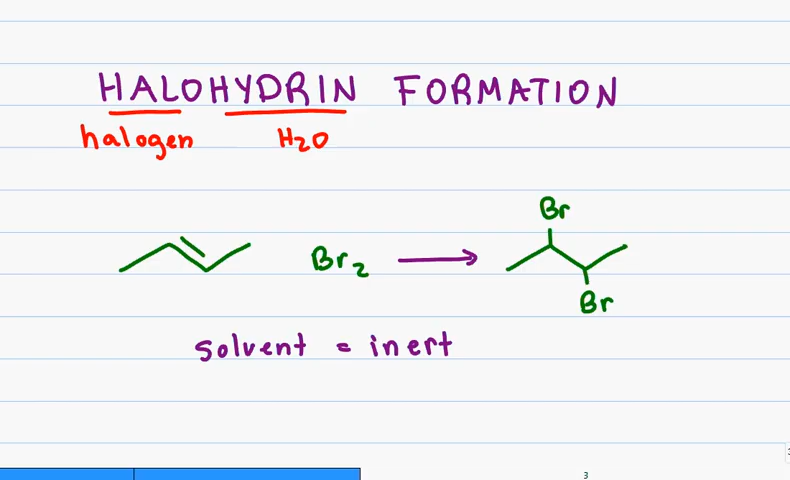 HALOHYDRIN FORMATION
halogen H2O
Br
Br2
Br
solvent = inert
3